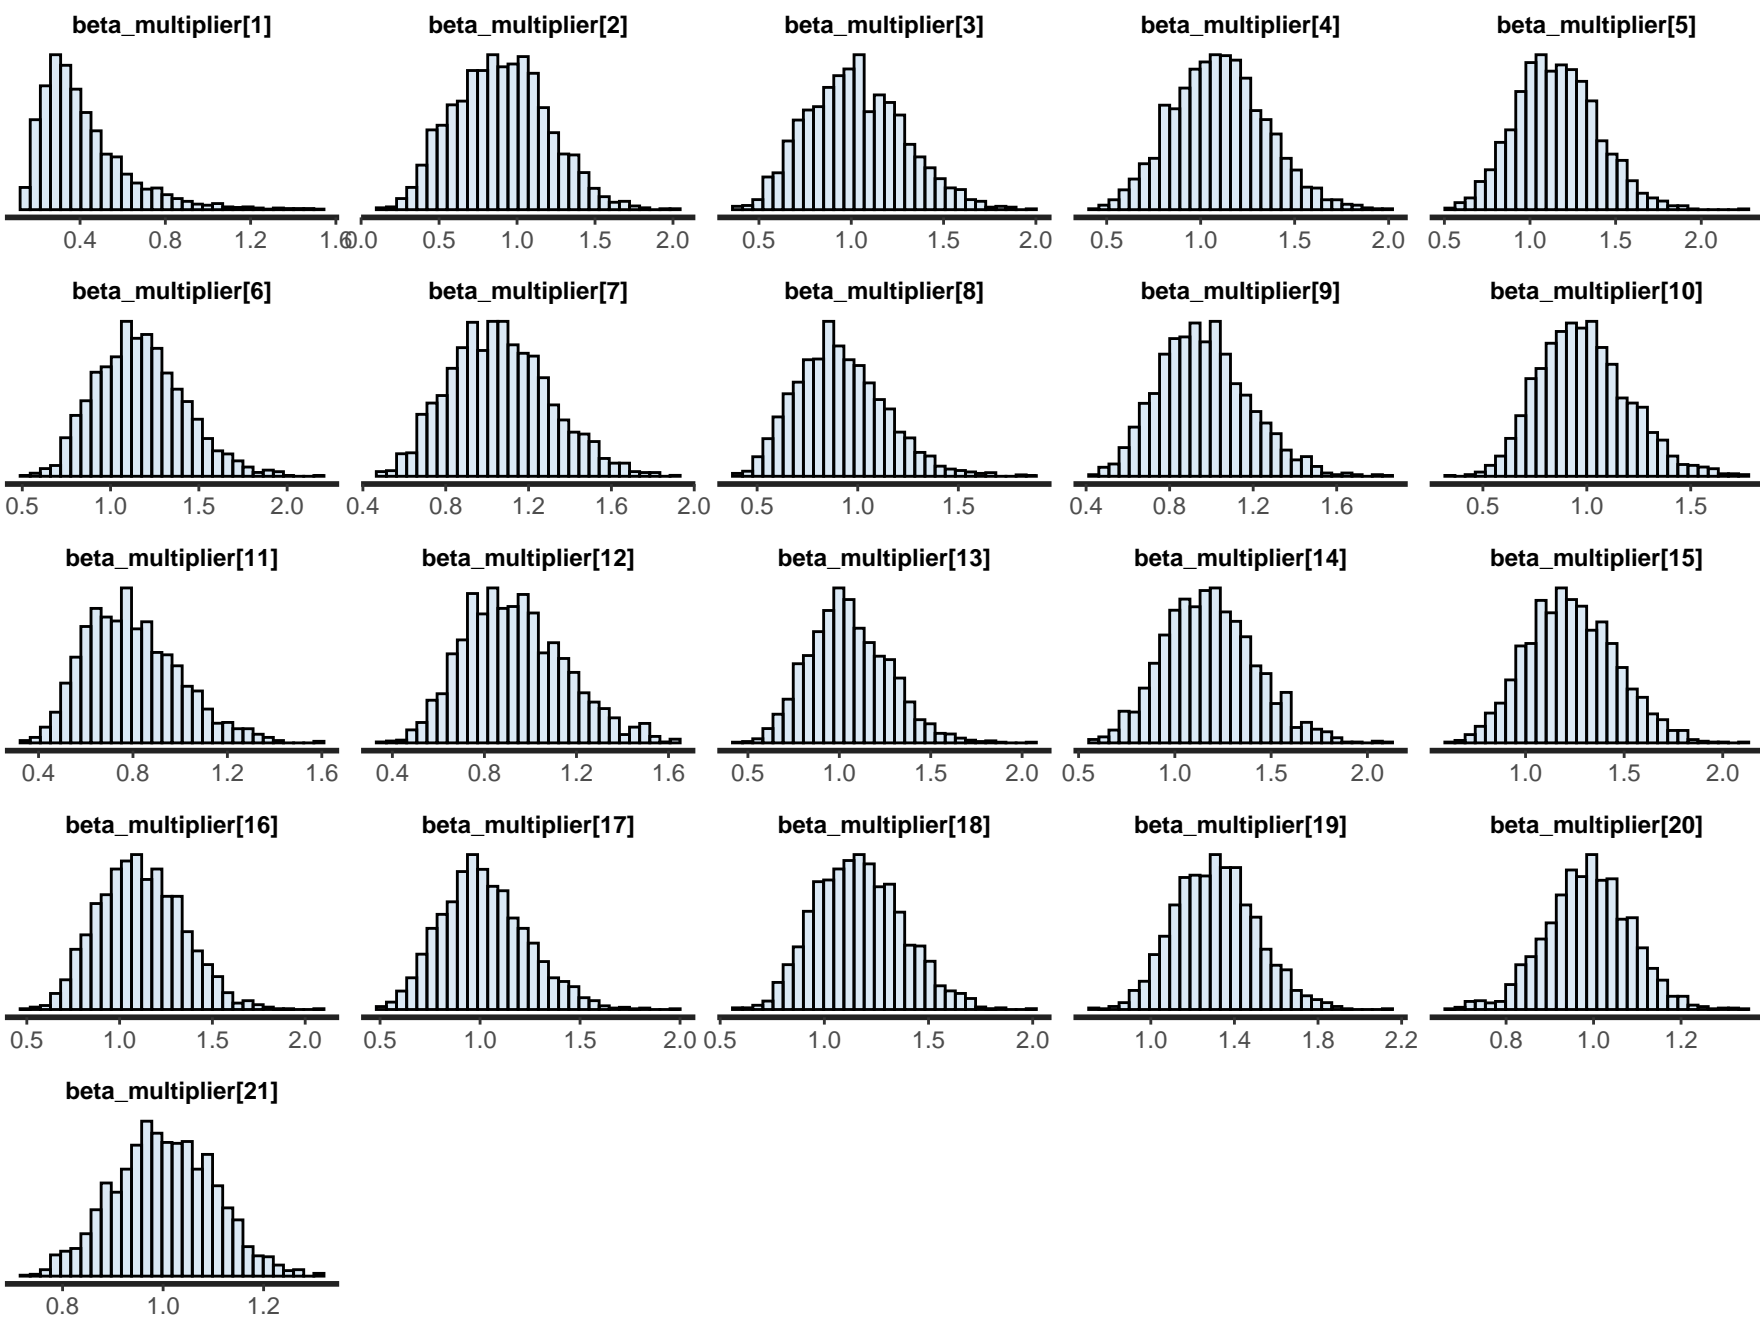 beta_multiplier[1] beta_multiplier[2] beta_multiplier[3] beta_multiplier[4] beta_multiplier[5]
0.4 0.8 1.2 1.6 0.0 0.5 1.0 1.5 2.0 0.5 1.0 1.5 2.0 0.5 1.0 1.5 2.0 0.5 1.0 1.5 2.0
beta_multiplier[6] beta_multiplier[7] beta_multiplier[8] beta_multiplier[9] beta_multiplier[10]
0.5 1.0 1.5 2.0 0.4 0.8 1.2 1.6 2.0 0.5 1.0 1.5 0.4 0.8 1.2 1.6 0.5 1.0 1.5
beta_multiplier[11] beta_multiplier[12] beta_multiplier[13] beta_multiplier[14] beta_multiplier[15]
0.4 0.8 1.2 1.6 0.4 0.8 1.2 1.6 0.5 1.0 1.5 2.0 0.5 1.0 1.5 2.0 1.0 1.5 2.0
beta_multiplier[16] beta_multiplier[17] beta_multiplier[18] beta_multiplier[19] beta_multiplier[20]
0.5 1.0 1.5 2.0 0.5 1.0 1.5 2.0 0.5 1.0 1.5 2.0 1.0 1.4 1.8 2.2 0.8 1.0 1.2
beta_multiplier[21]
0.8 1.0 1.2